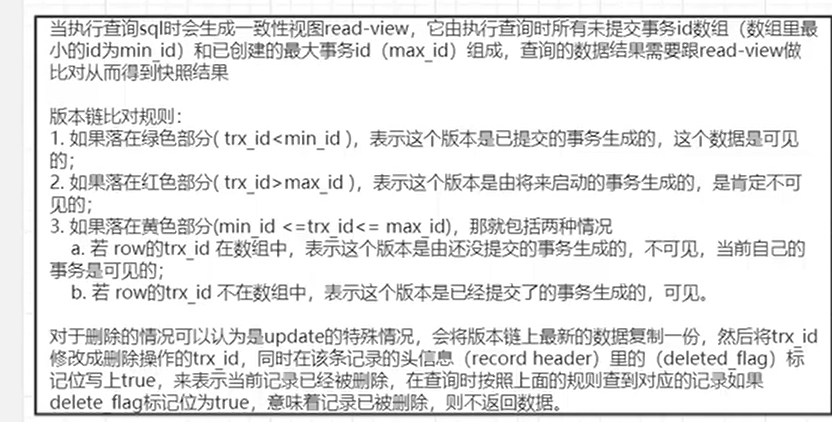 当执行查询sql时会生成一致性视图read-view，它由执行查询时所有未提交事务id数组（数组里最
小的id为min_id）和已创建的最大事务id（max_id）组成，查询的数据结果需要跟read-view做
比对从而得到快照结果
版本链比对规则：
1. 如果落在绿色部分( trx_id<min_id )，表示这个版本是已提交的事务生成的，这个数据是可见
的；
2. 如果落在红色部分( trx_id>max_id )，表示这个版本是由将来启动的事务生成的，是肯定不可
见的；
3. 如果落在黄色部分(min_id <=trx_id<= max_id)，那就包括两种情况
a. 若 row的trx_id 在数组中，表示这个版本是由还没提交的事务生成的，不可见，当前自己的
事务是可见的；
b. 若 row的trx_id 不在数组中，表示这个版本是已经提交了的事务生成的，可见。
对于删除的情况可以认为是update的特殊情况，会将版本链上最新的数据复制一份，然后将trx_id
修改成删除操作的trx_id，同时在该条记录的头信息（record header）里的（deleted_flag）标
记位写上true，来表示当前记录已经被删除，在查询时按照上面的规则查到对应的记录如果
delete_flag标记位为true，意味着记录已被删除，则不返回数据。